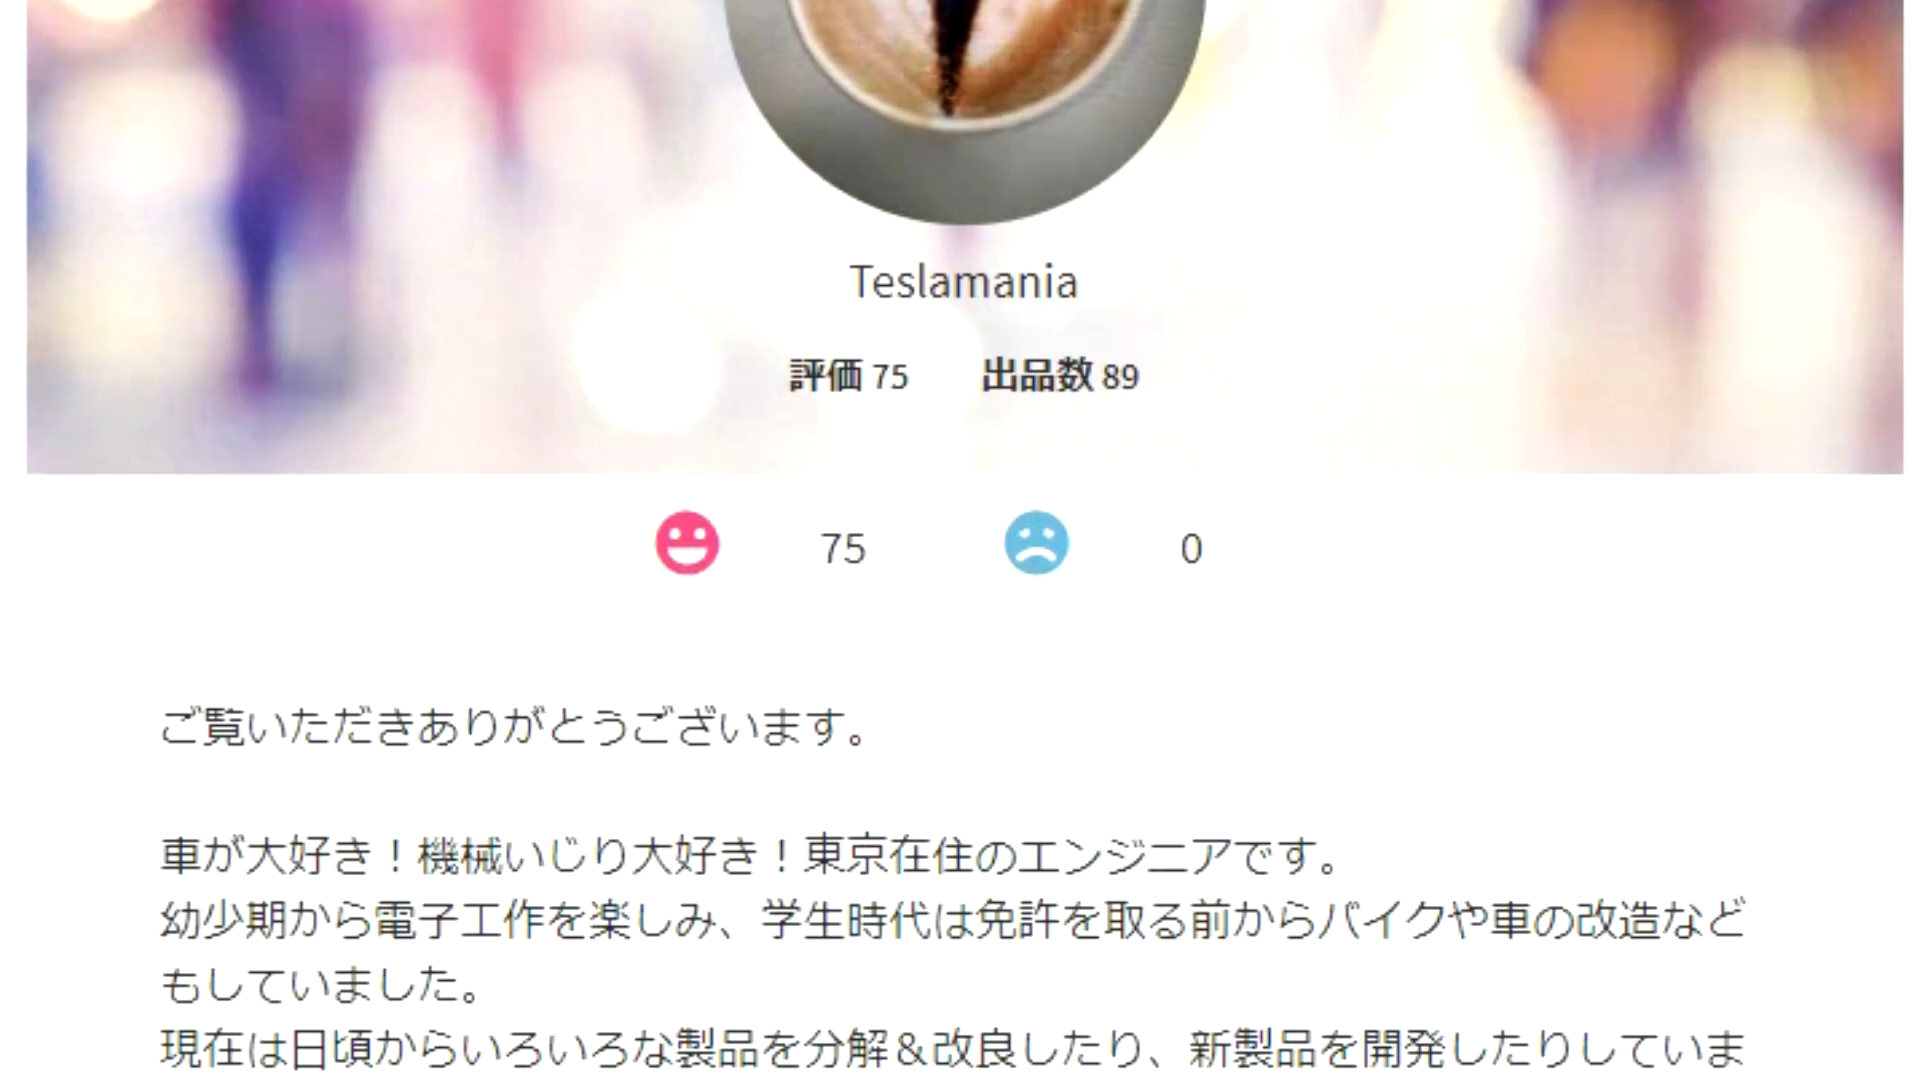 Teslamania
評価 75 出品数 89
75 0
ご覧いただきありがとうございます。
車が大好き！機械いじり大好き！東京在住のエンジニアです。
幼少期から電子工作を楽しみ、学生時代は免許を取る前からバイクや車の改造など
もしていました。
現在は日頃からいろいろな製品を分解＆改良したり、新製品を開発したりしていま